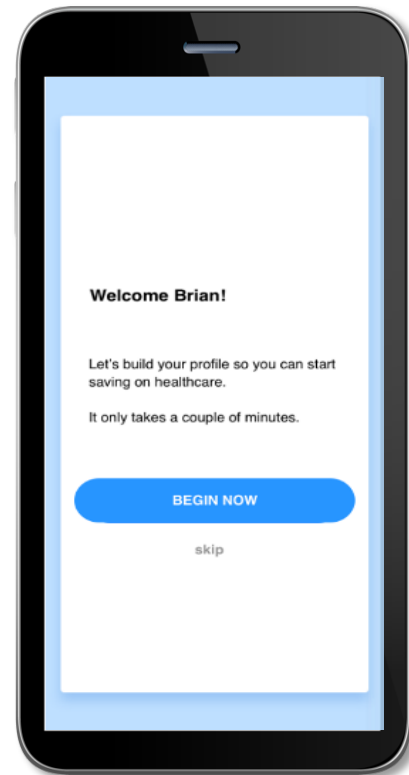 Welcome Brian!
Let's build your profile so you can start
saving on healthcare.
It only takes a couple of minutes.
BEGIN NOW
skip